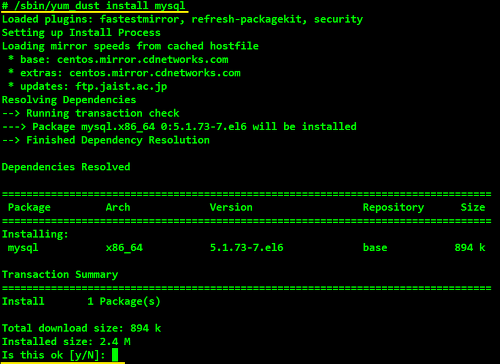 # /sbin/yum_dust install mysql
Loaded plugins: fastestmirror, refresh-packagekit, security
Setting up Install Process
Loading mirror speeds from cached hostfile
 * base: centos.mirror.cdnetworks.com
 * extras: centos.mirror.cdnetworks.com
 * updates: ftp.jaist.ac.jp
Resolving Dependencies
--> Running transaction check
---> Package mysql.x86_64 0:5.1.73-7.el6 will be installed
--> Finished Dependency Resolution

Dependencies Resolved

================================================================================
 Package        Arch          Version                Repository     Size
================================================================================
Installing:
 mysql          x86_64        5.1.73-7.el6           base          894 k

Transaction Summary
================================================================================
Install       1 Package(s)

Total download size: 894 k
Installed size: 2.4 M
Is this ok [y/N]: